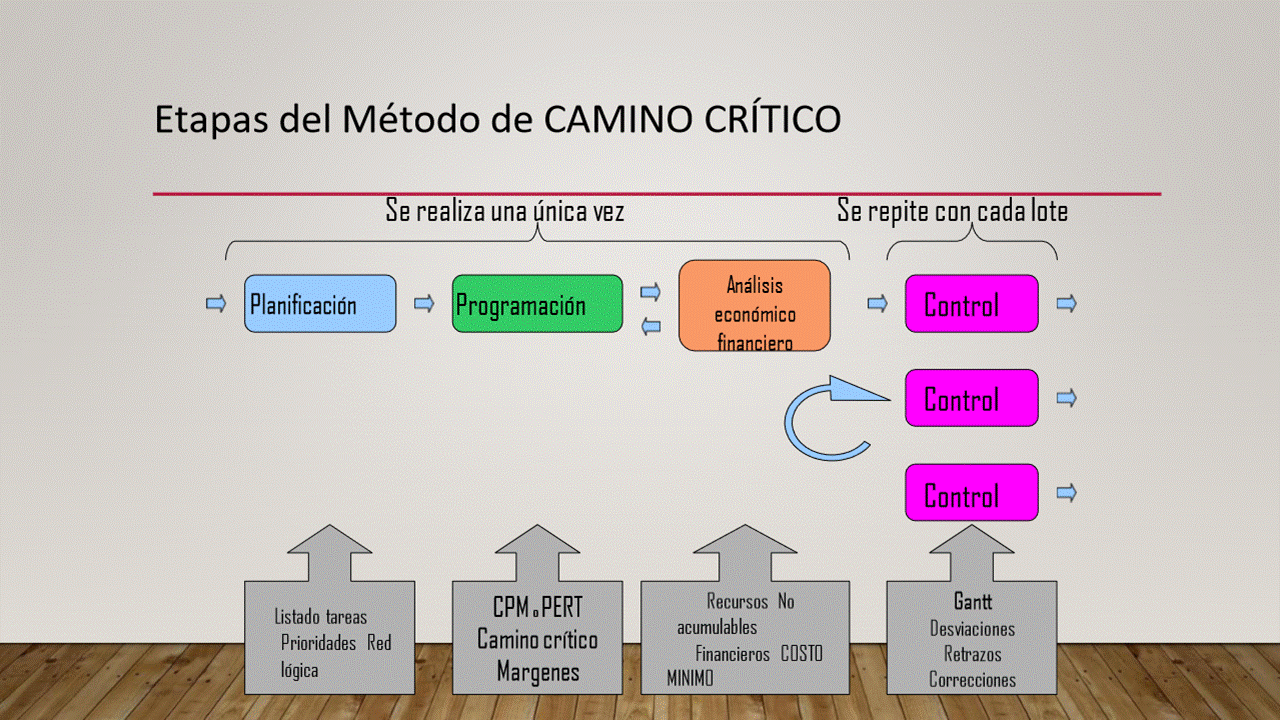 Etapas del Método de CAMINO CRÍTICO
Se realiza una única vez
Se repite con cada lote
Planificación
Programación
Análisis
económico
financiero
Control
Control
Control
Listado tareas
Prioridades Red
lógica
CPM o PERT
Camino crítico
Margenes
Recursos No
acumulables
Financieros COSTO
MINIMO
Gantt
Desviaciones
Retrazos
Correcciones